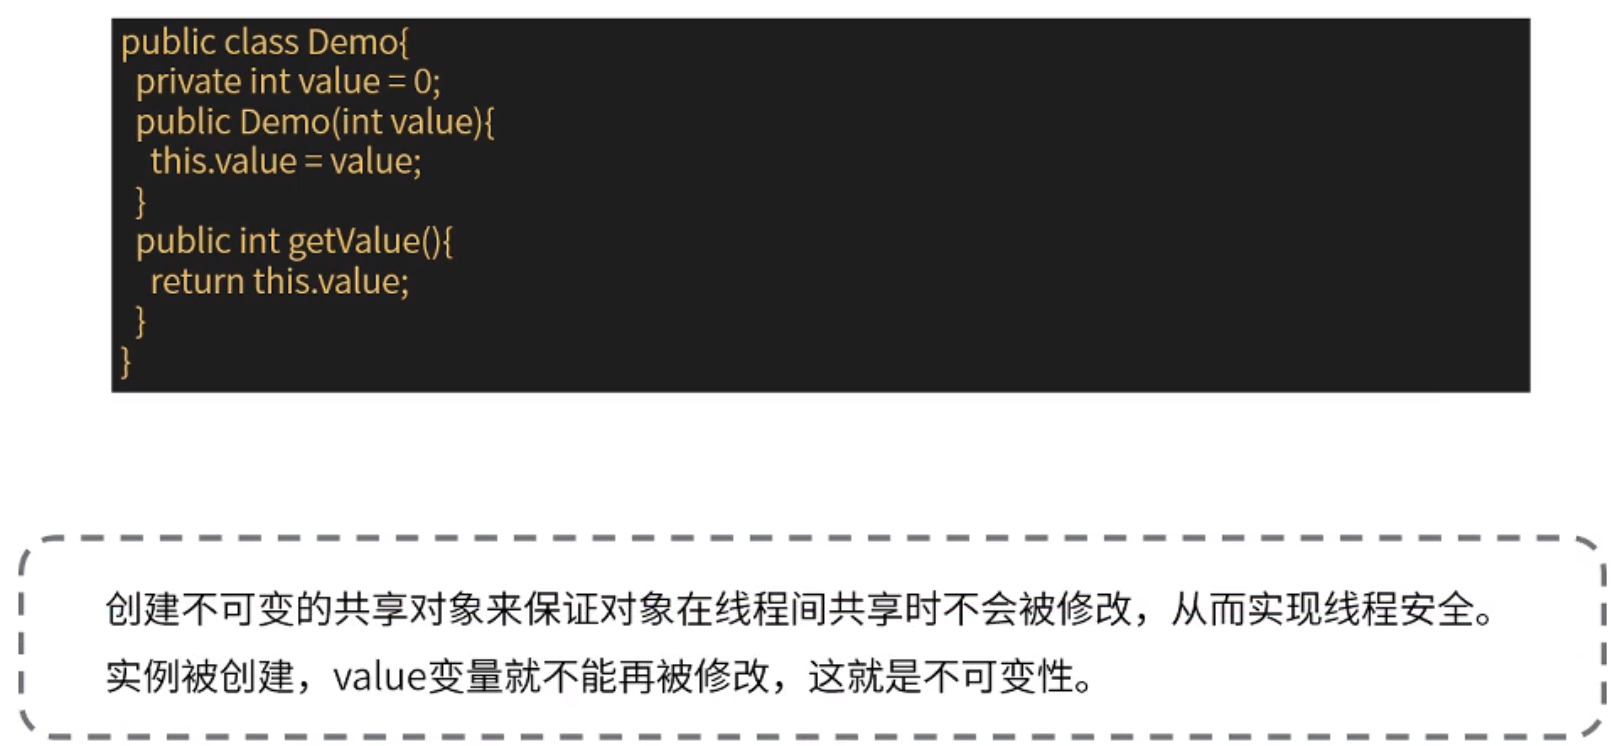 public class Demo{
  private int value = 0;
  public Demo(int value){
    this.value = value;
  }
  public int getValue(){
    return this.value;
  }
}
创建不可变的共享对象来保证对象在线程间共享时不会被修改，从而实现线程安全。
实例被创建，value变量就不能再被修改，这就是不可变性。